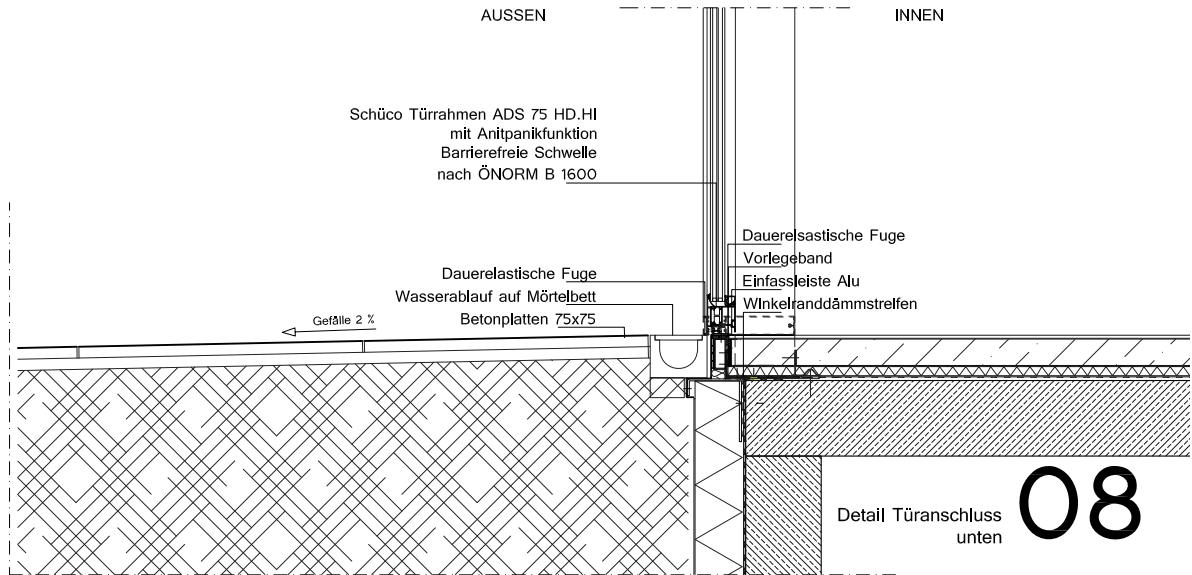 AUSSEN
INNEN
Schüco Türrahmen ADS 75 HD.HI
mit Anitpanikfunktion
Barrierefreie Schwelle
nach ÖNORM B 1600
Dauerelsastische Fuge
Vorlegeband
Einfassleiste Alu
Winkelranddämmstreifen
Dauerelastische Fuge
Wasserablauf auf Mörtelbett
Betonplatten 75x75
Gefälle 2 %
Detail Türanschluss
unten
08